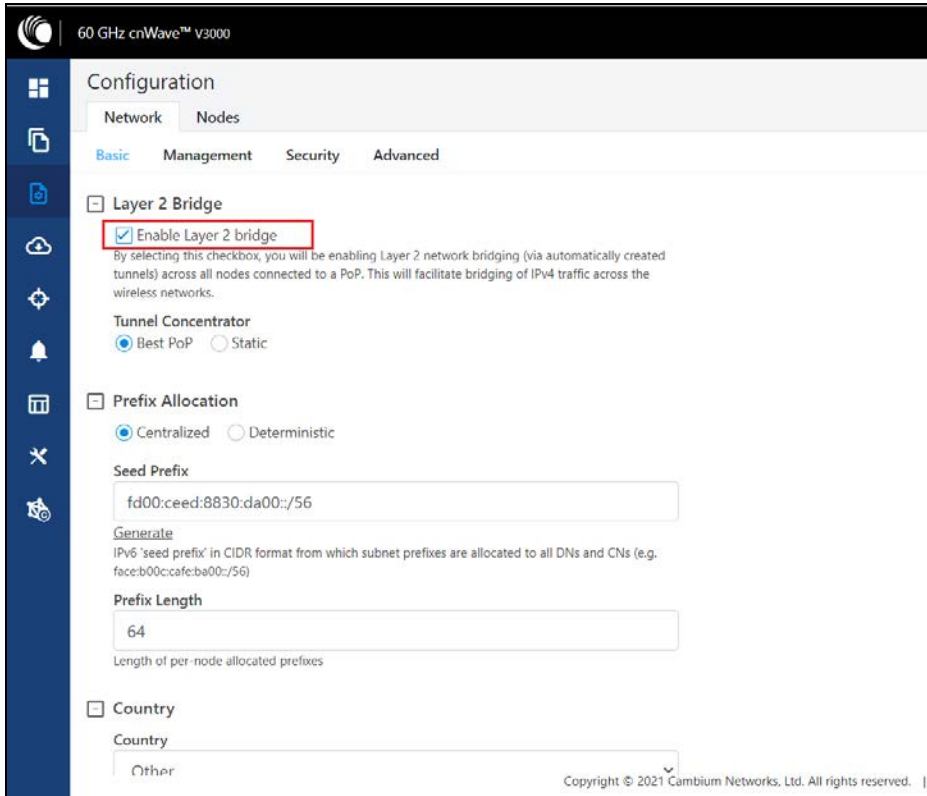 60 GHz cnWave™ V3000
Configuration
Network Nodes
Basic Management Security Advanced
Layer 2 Bridge
Enable Layer 2 bridge
By selecting this checkbox, you will be enabling Layer 2 network bridging (via automatically created
tunnels) across all nodes connected to a PoP. This will facilitate bridging of IPv4 traffic across the
wireless networks.
Tunnel Concentrator
Best PoP Static
Prefix Allocation
Centralized Deterministic
Seed Prefix
fd00:ceed:8830:da00::/56
Generate
IPv6 'seed prefix' in CIDR format from which subnet prefixes are allocated to all DNs and CNs (e.g.
face:b00c:cafe:ba00::/56)
Prefix Length
64
Length of per-node allocated prefixes
Country
Country
Other
Copyright © 2021 Cambium Networks, Ltd. All rights reserved. |